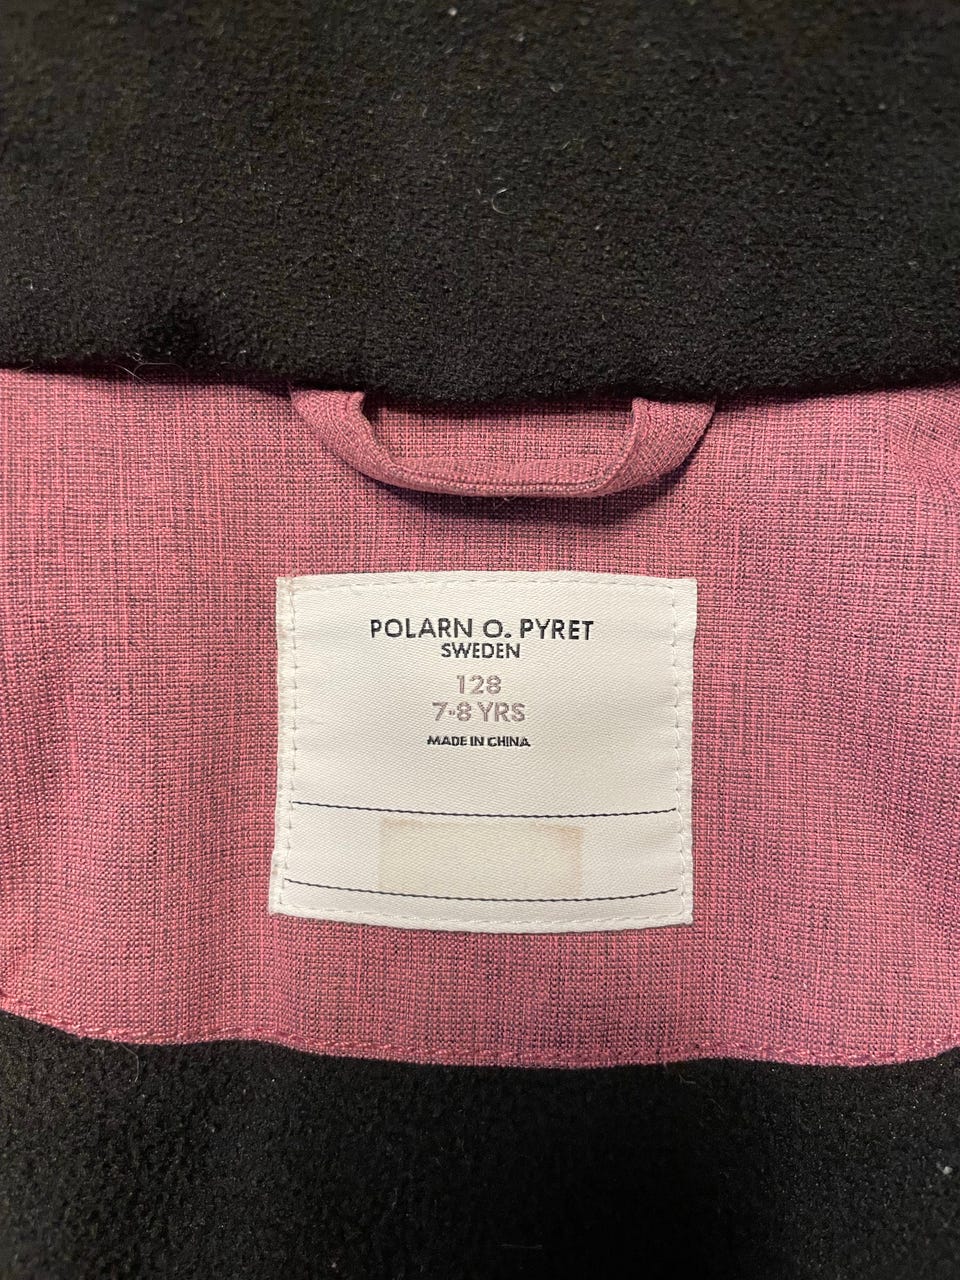 POLARN O. PYRET
SWEDEN
128
7-8 YRS
MADE IN CHINA